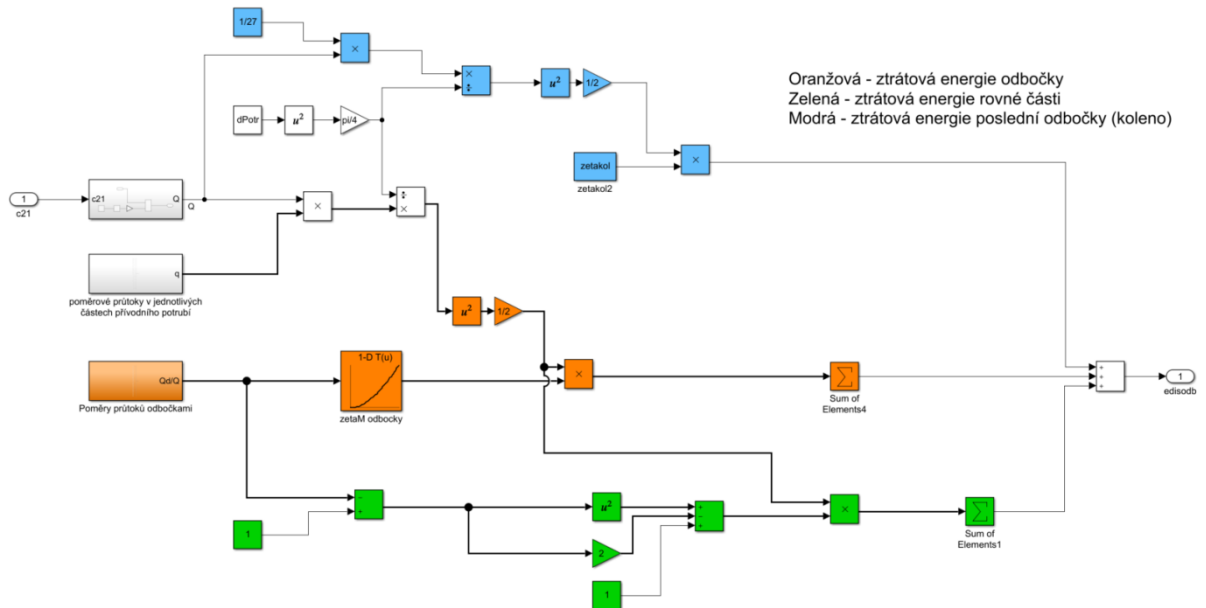 1/27
×
×
÷
u²
1/2
Oranžová - ztrátová energie odbočky
Zelená - ztrátová energie rovné části
Modrá - ztrátová energie poslední odbočky (koleno)
dPotr
u²
pi/4
zetakol
zetakol2
×
1
c21
c21
Q
Q
×
÷
×
q
poměrové prútoky v jednotlivých
částech přívodního potrubí
u²
1/2
Qd/Q
Poměry průtoků odbočkami
1-D T(u)
zetaM odbocky
×
∑
Sum of
Elements4
+
+
+
1
edisodb
−
+
1
u²
2
+
−
+
1
×
∑
Sum of
Elements1